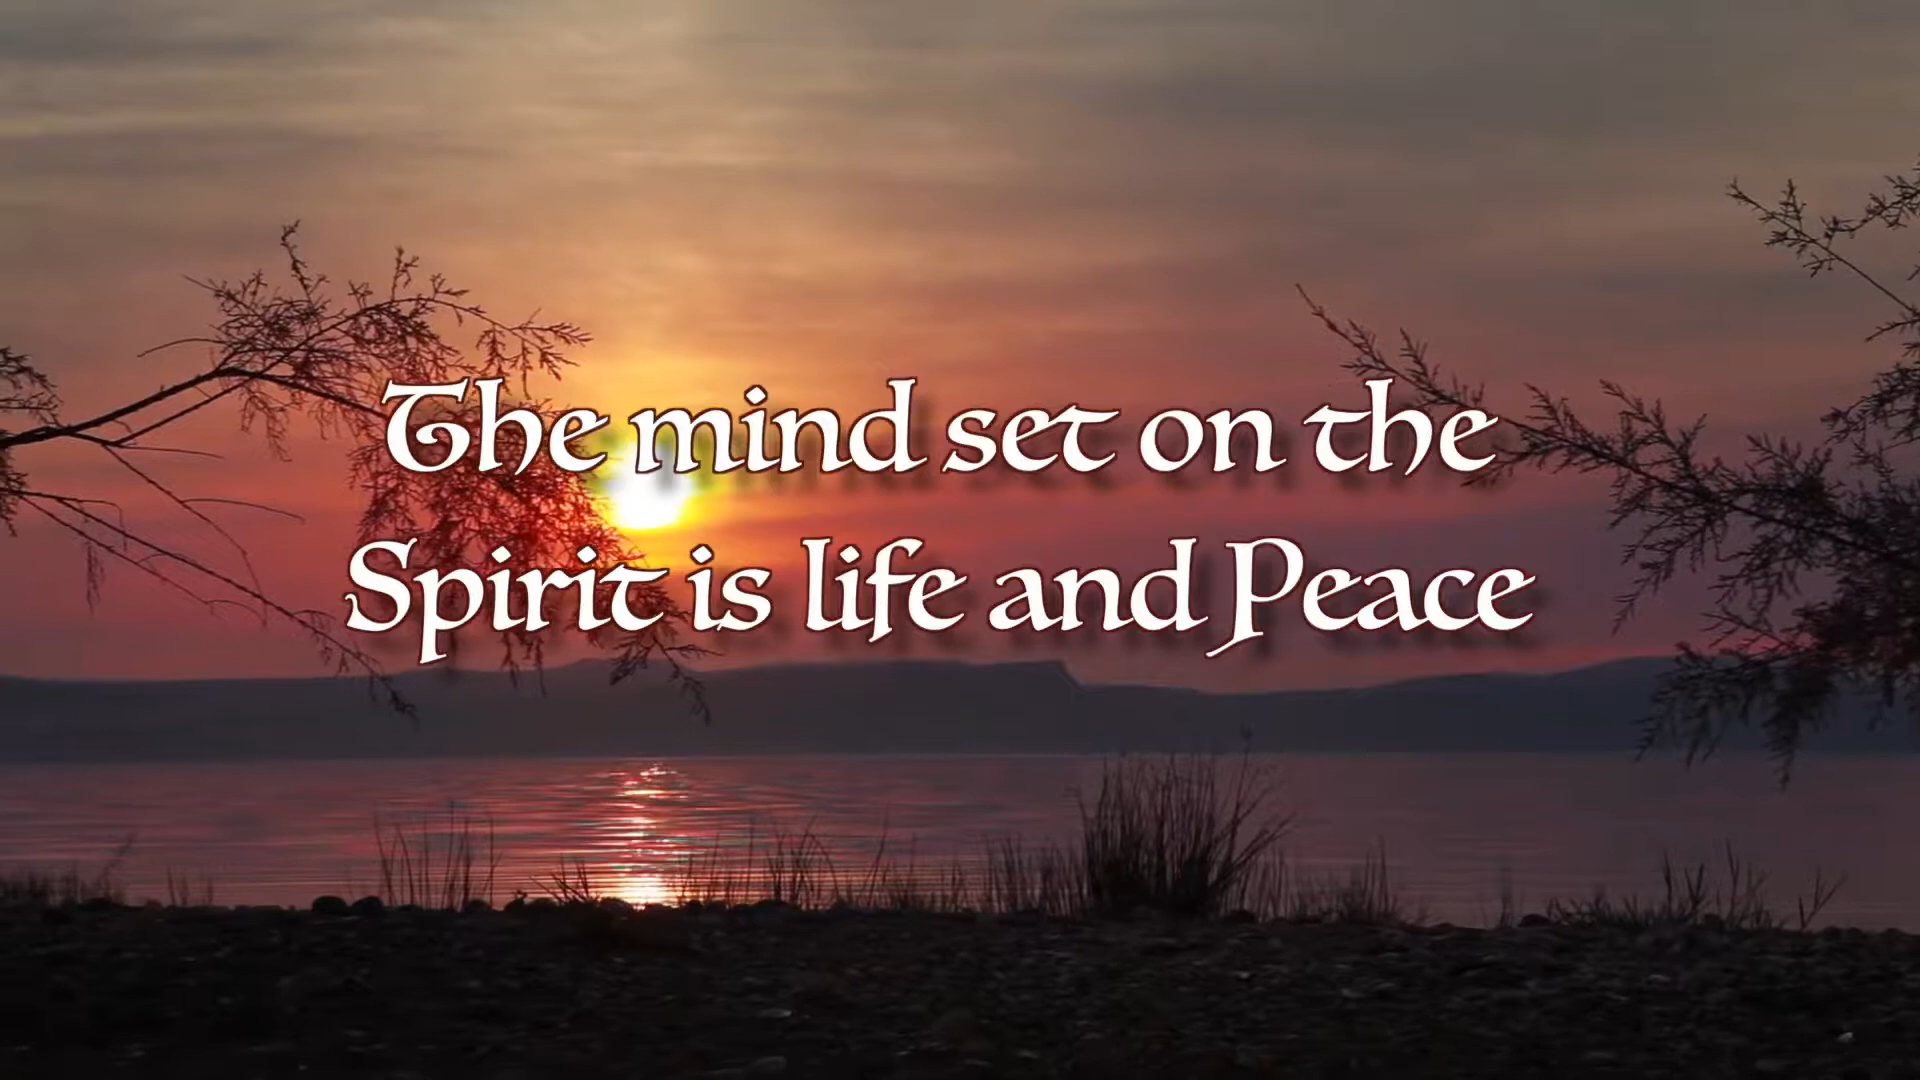 The mind set on the
Spirit is life and Peace